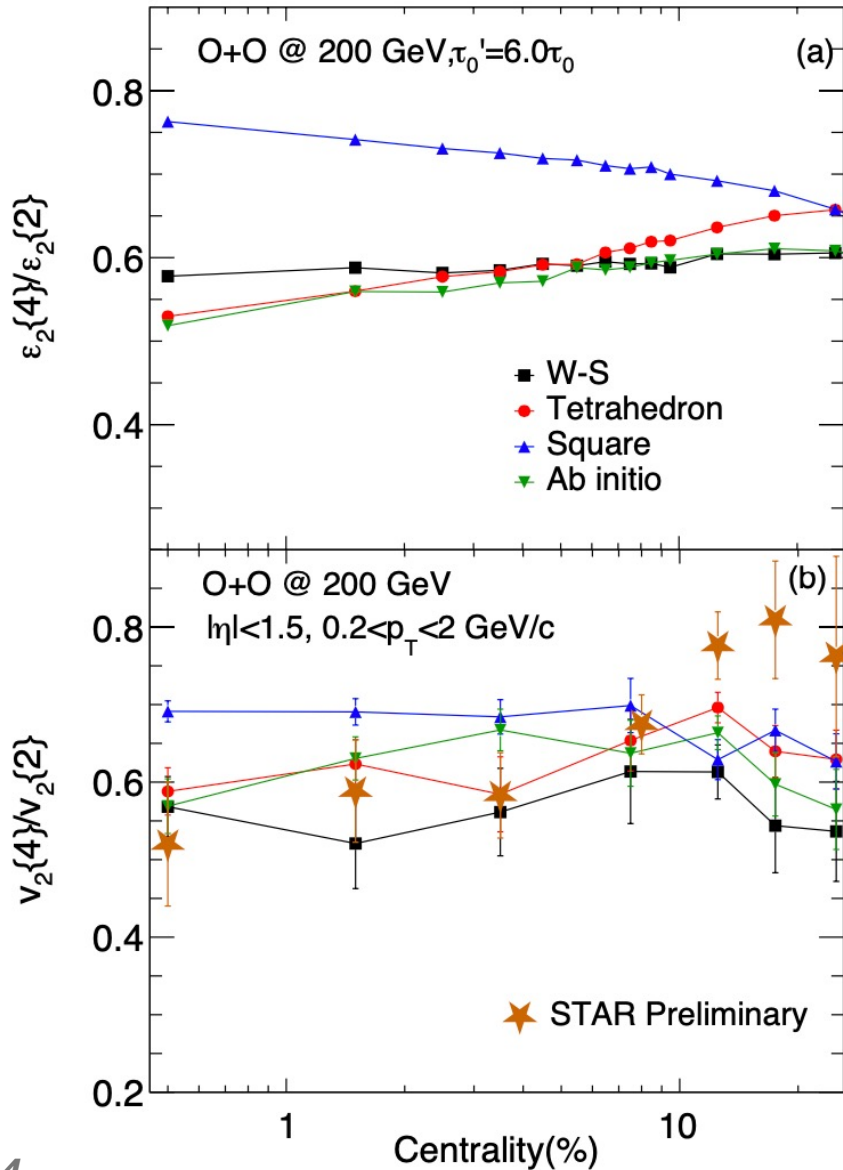 O+O @ 200 GeV,τ₀'=6.0τ₀
(a)
0.8
0.6
0.4
ε₂{4}/ε₂{2}
W-S
Tetrahedron
Square
Ab initio
O+O @ 200 GeV
(b)
|η|<1.5, 0.2<p_T<2 GeV/c
0.8
0.6
0.4
0.2
v₂{4}/v₂{2}
STAR Preliminary
1
10
Centrality(%)
4